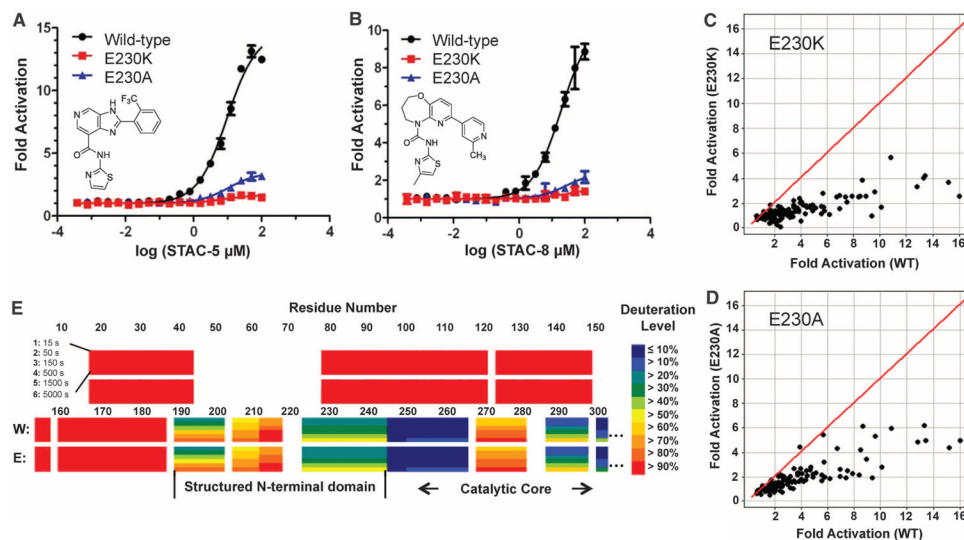 A
Fold Activation
15
10
5
0
Wild-type
E230K
E230A
CF3
H
N
N
N
O
NH
N
S
-4
-2
0
2
4
log (STAC-5 µM)
B
Fold Activation
10
8
6
4
2
0
Wild-type
E230K
E230A
O
N
N
N
O
NH
CH3
N
S
-4
-2
0
2
4
log (STAC-8 µM)
C
E230K
Fold Activation (E230K)
16
14
12
10
8
6
4
2
0
0
2
4
6
8
10
12
14
16
Fold Activation (WT)
D
E230A
Fold Activation (E230A)
16
14
12
10
8
6
4
2
0
0
2
4
6
8
10
12
14
16
Fold Activation (WT)
E
Residue Number
10 20 30 40 50 60 70 80 90 100 110 120 130 140 150
1: 15 s
2: 50 s
3: 150 s
4: 500 s
5: 1500 s
6: 5000 s
160 170 180 190 200 210 220 230 240 250 260 270 280 290 300
W:
...
E:
...
Structured N-terminal domain
Catalytic Core
Deuteration
Level
≤ 10%
> 10%
> 20%
> 30%
> 40%
> 50%
> 60%
> 70%
> 80%
> 90%